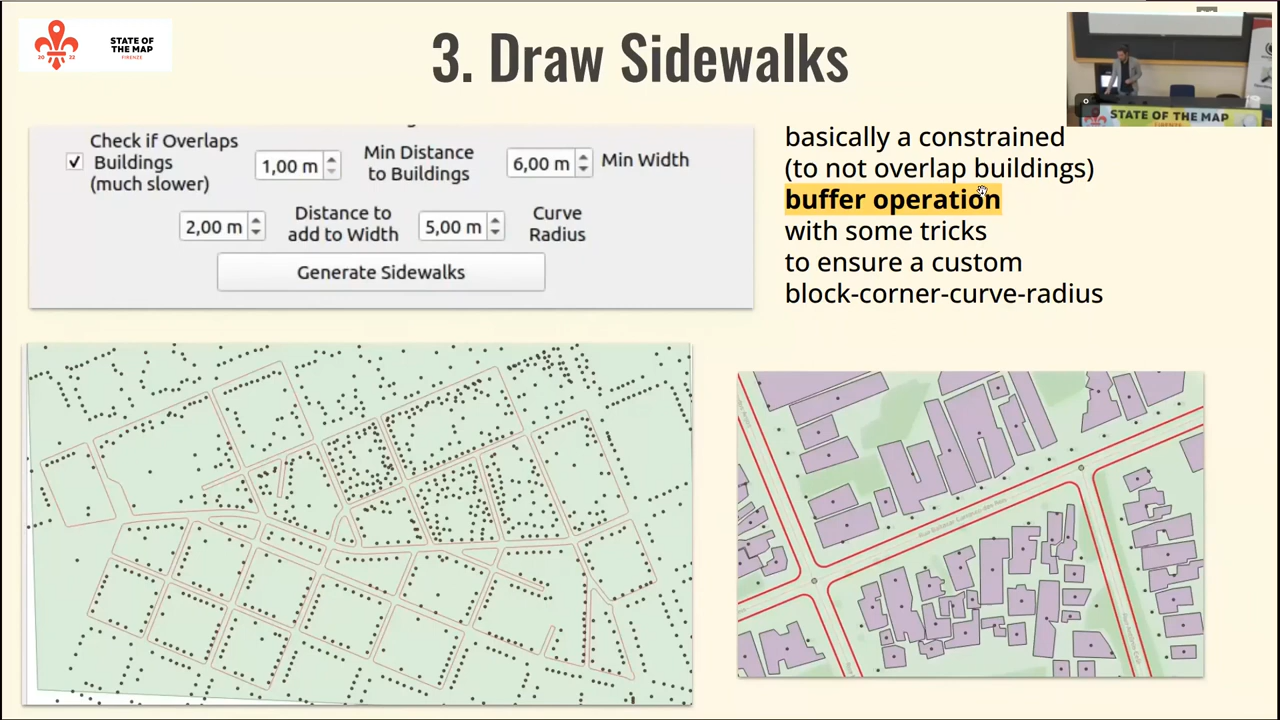 STATE OF
THE MAP
FIRENZE
20 22
3. Draw Sidewalks
STATE OF THE MAP
Check if Overlaps
Buildings
(much slower)
1,00 m
Min Distance
to Buildings
6,00 m
Min Width
2,00 m
Distance to
add to Width
5,00 m
Curve
Radius
Generate Sidewalks
basically a constrained
(to not overlap buildings)
buffer operation
with some tricks
to ensure a custom
block-corner-curve-radius